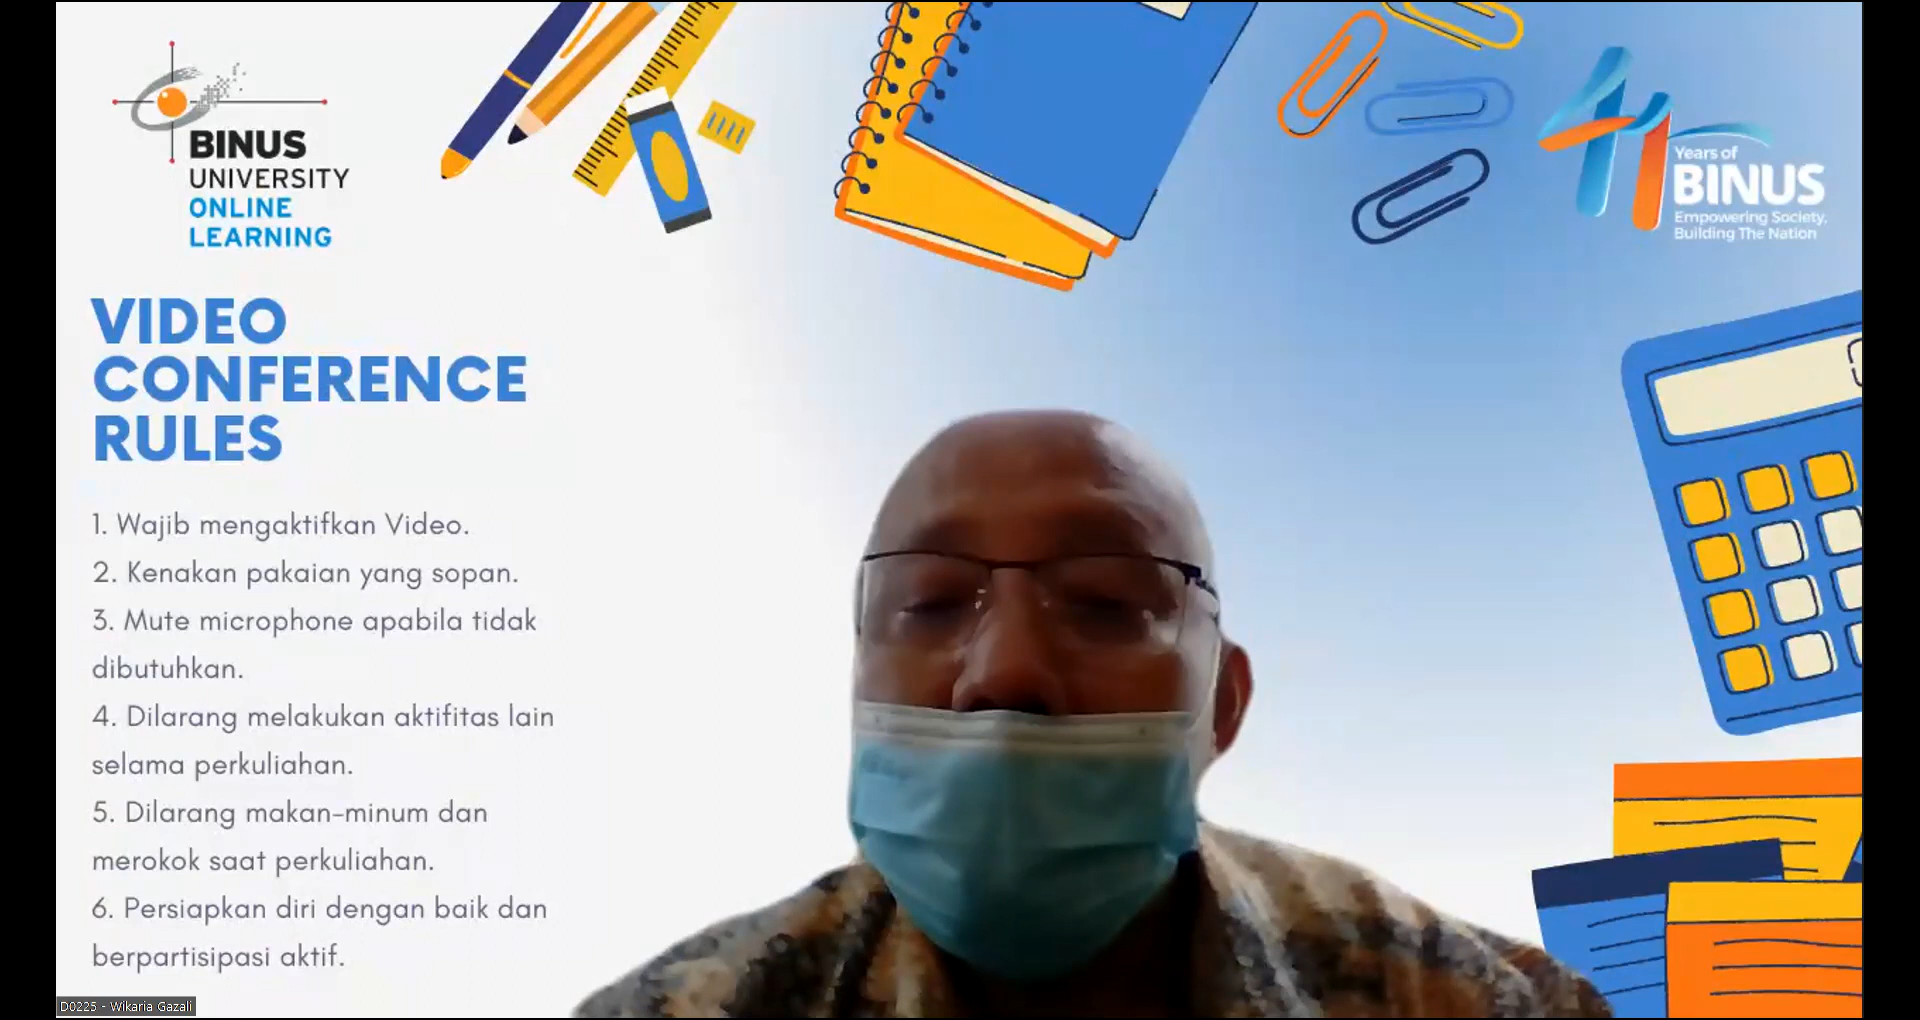 BINUS
UNIVERSITY
ONLINE
LEARNING
Years of
BINUS
Empowering Society,
Building The Nation
VIDEO
CONFERENCE
RULES
1. Wajib mengaktifkan Video.
2. Kenakan pakaian yang sopan.
3. Mute microphone apabila tidak
dibutuhkan.
4. Dilarang melakukan aktifitas lain
selama perkuliahan.
5. Dilarang makan-minum dan
merokok saat perkuliahan.
6. Persiapkan diri dengan baik dan
berpartisipasi aktif.
D0225 - Wikaria Gazali